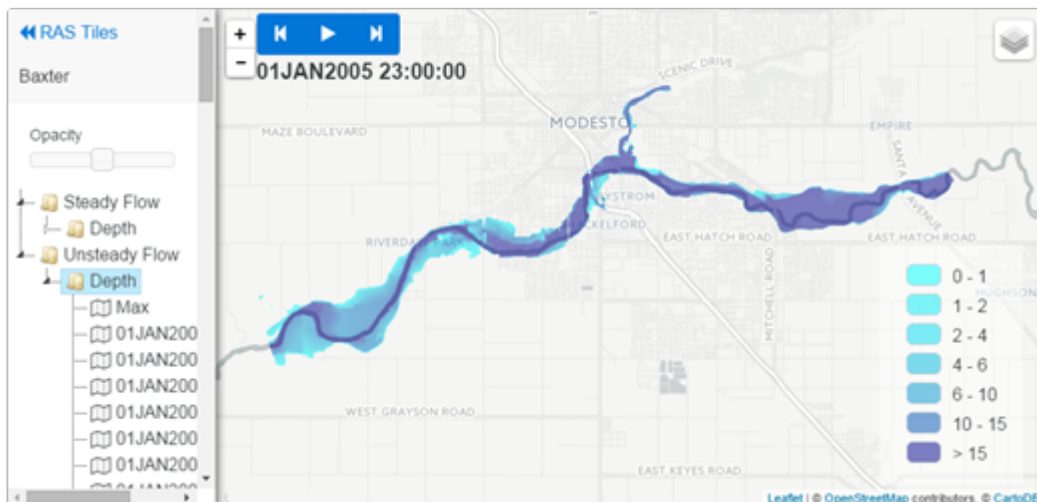 RAS Tiles
Baxter
Opacity
Steady Flow
Depth
Unsteady Flow
Depth
Max
01JAN200
01JAN200
01JAN200
01JAN200
01JAN200
01JAN200
+
−
01JAN2005 23:00:00
SCENIC DRIVE
MODESTO
MAZE BOULEVARD
EMPIRE
SANTA
AVENUE
RIVERDALE PARK
EAST HATCH ROAD
EAST HATCH ROAD
MITCHELL ROAD
HUGHSON
WEST GRAYSON ROAD
EAST KEYES ROAD
0 - 1
1 - 2
2 - 4
4 - 6
6 - 10
10 - 15
> 15
Leaflet | © OpenStreetMap contributors, © CartoDB